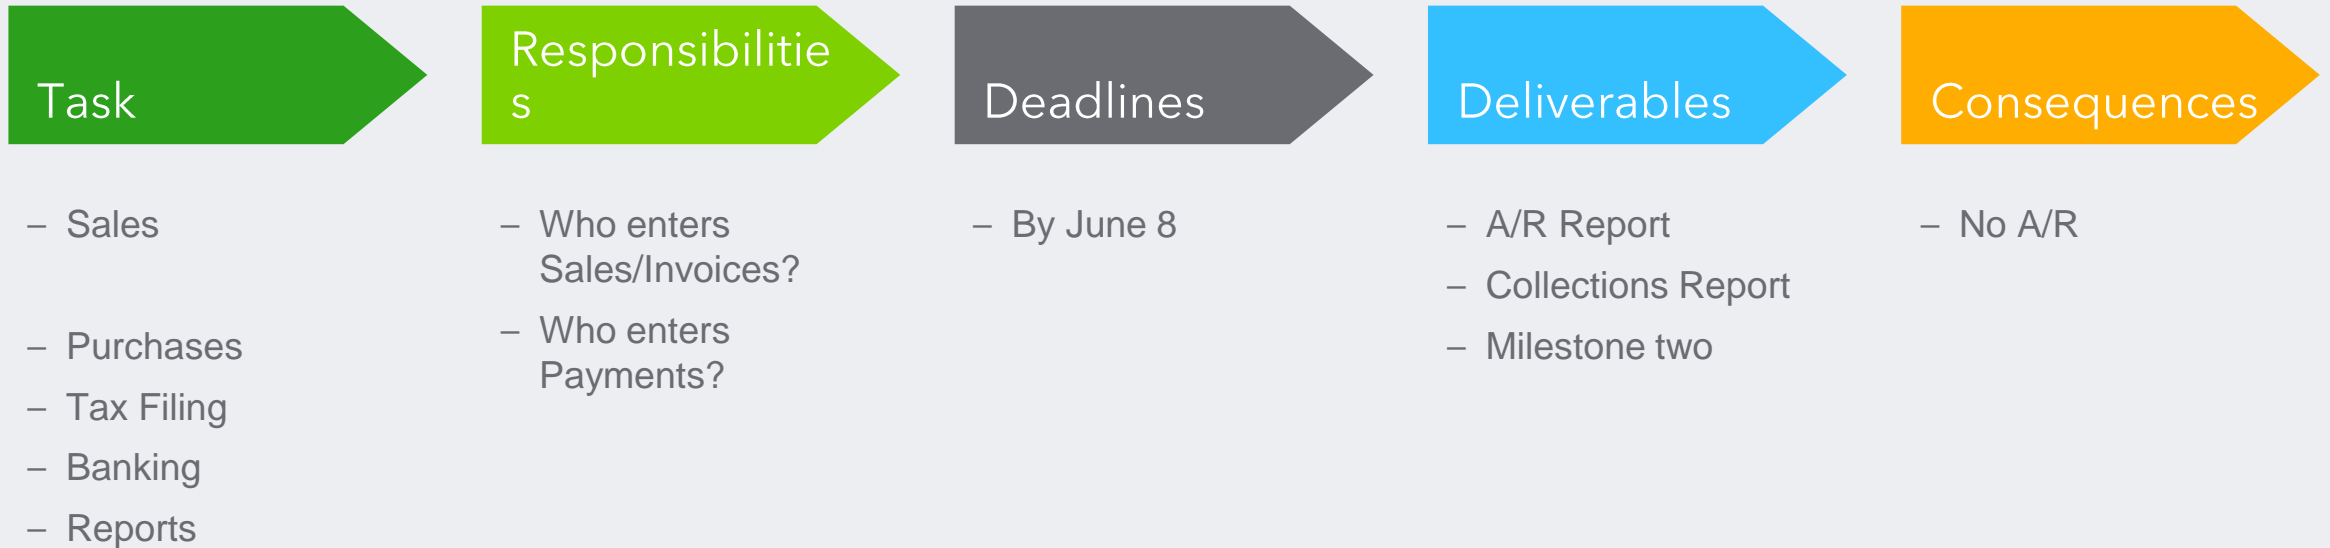 Task
Responsibilitie
s
Deadlines
Deliverables
Consequences
– Sales
– Purchases
– Tax Filing
– Banking
– Reports
– Who enters
Sales/Invoices?
– Who enters
Payments?
– By June 8
– A/R Report
– Collections Report
– Milestone two
– No A/R